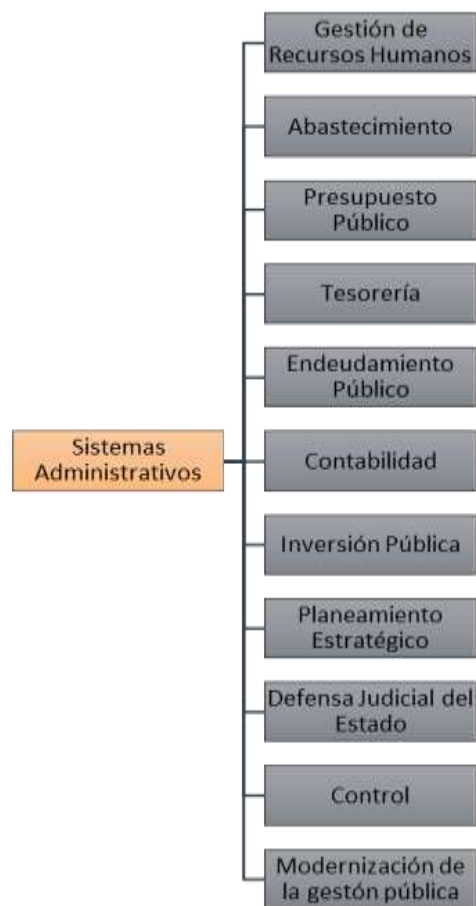 Gestión de
Recursos Humanos
Abastecimiento
Presupuesto
Público
Tesorería
Endeudamiento
Público
Sistemas
Administrativos
Contabilidad
Inversión Pública
Planeamiento
Estratégico
Defensa Judicial del
Estado
Control
Modernización de
la gestón pública